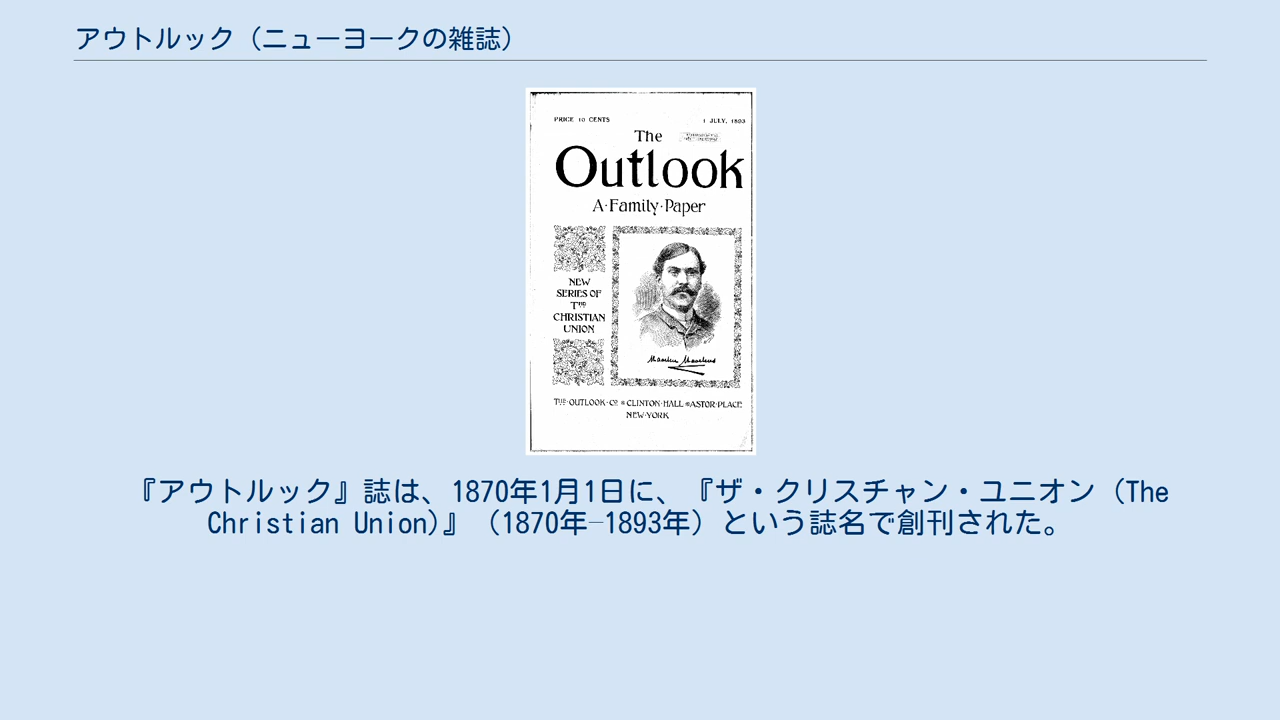 アウトルック（ニューヨークの雑誌）
PRICE 10 CENTS
1 JULY, 1893
The
Outlook
A·Family·Paper
NEW
SERIES OF
THE
CHRISTIAN
UNION
Maarten Maartens
THE·OUTLOOK·CO. * CLINTON·HALL *ASTOR·PLACE
NEW·YORK
『アウトルック』誌は、1870年1月1日に、『ザ・クリスチャン・ユニオン（The
Christian Union)』（1870年–1893年）という誌名で創刊された。